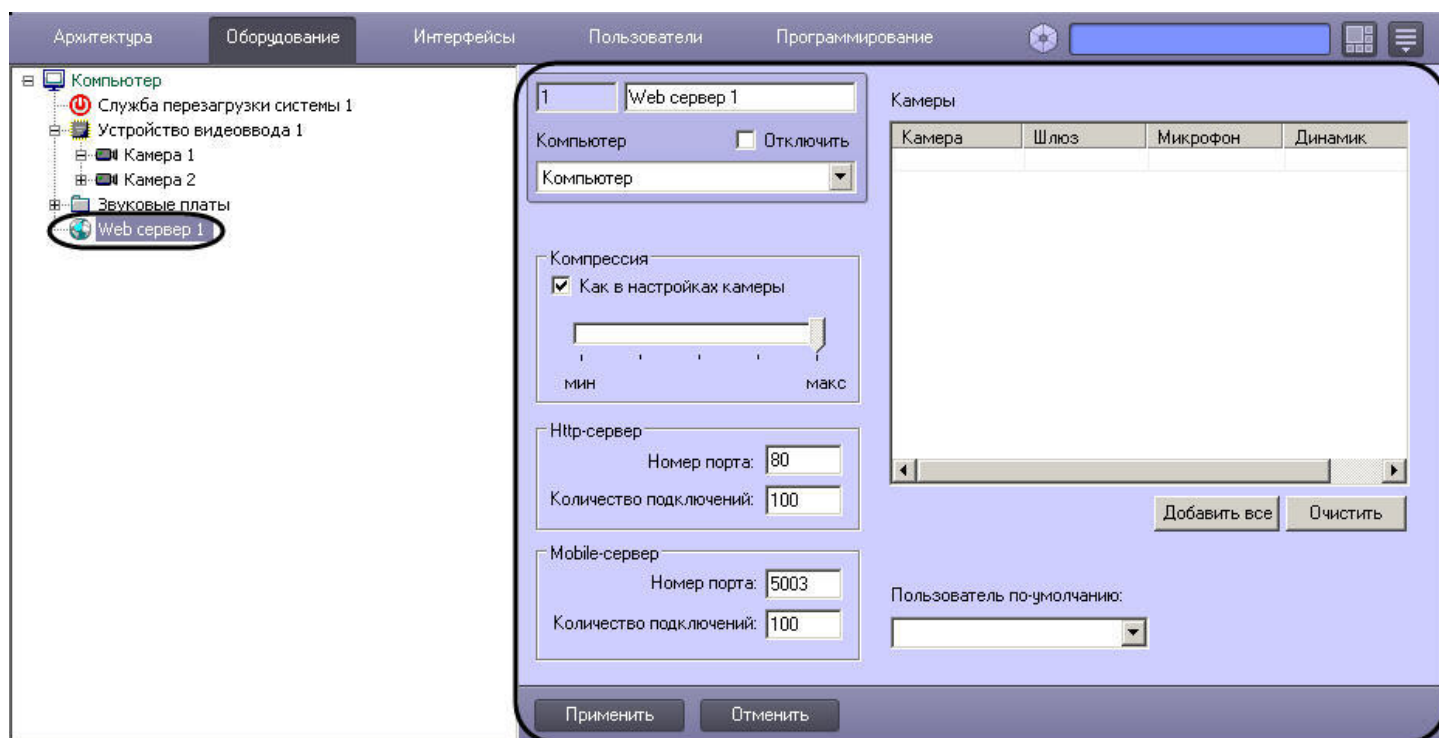 Архитектура Оборудование Интерфейсы Пользователи Программирование
Компьютер
Служба перезагрузки системы 1
Устройство видеоввода 1
Камера 1
Камера 2
Звуковые платы
Web сервер 1
1 Web сервер 1
Компьютер Отключить
Компьютер
Компрессия
Как в настройках камеры
мин макс
Http-сервер
Номер порта: 80
Количество подключений: 100
Mobile-сервер
Номер порта: 5003
Количество подключений: 100
Камеры
Камера Шлюз Микрофон Динамик
Добавить все Очистить
Пользователь по-умолчанию:
Применить Отменить